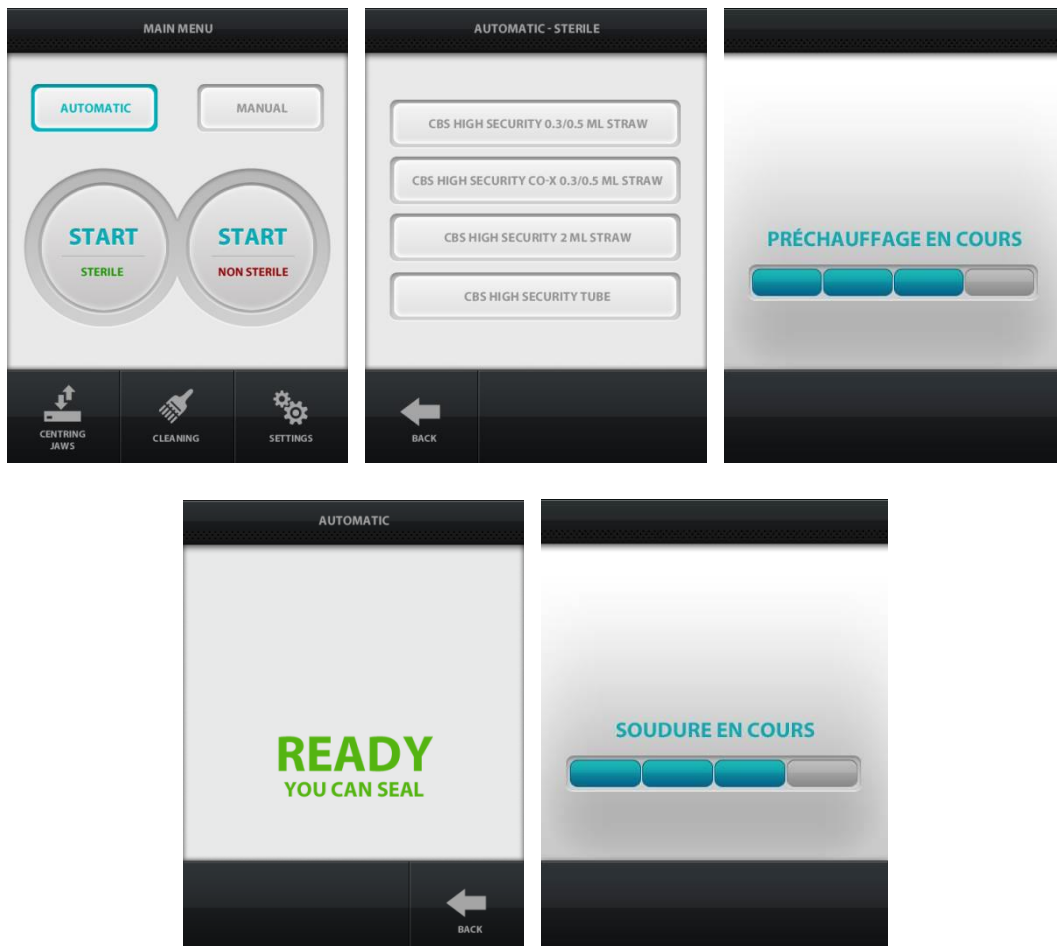 MAIN MENU
AUTOMATIC
MANUAL
START
STERILE
START
NON STERILE
CENTRING
JAWS
CLEANING
SETTINGS
AUTOMATIC - STERILE
CBS HIGH SECURITY 0.3/0.5 ML STRAW
CBS HIGH SECURITY CO-X 0.3/0.5 ML STRAW
CBS HIGH SECURITY 2 ML STRAW
CBS HIGH SECURITY TUBE
BACK
PRÉCHAUFFAGE EN COURS
AUTOMATIC
READY
YOU CAN SEAL
BACK
SOUDURE EN COURS